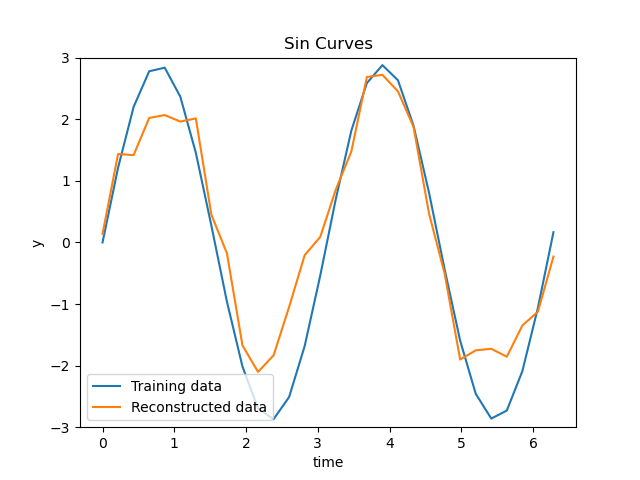 Sin Curves
y
3
2
1
0
−1
−2
−3
Training data
Reconstructed data
0 1 2 3 4 5 6
time